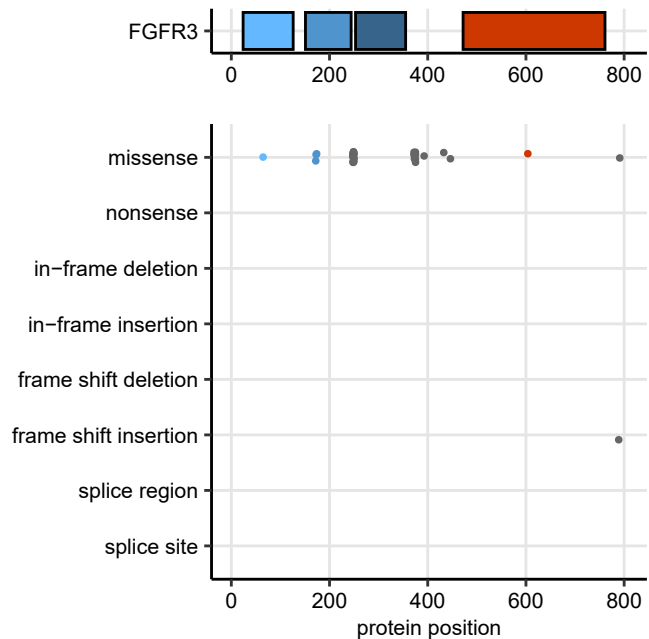 FGFR3
0 200 400 600 800
missense
nonsense
in−frame deletion
in−frame insertion
frame shift deletion
frame shift insertion
splice region
splice site
0 200 400 600 800
protein position